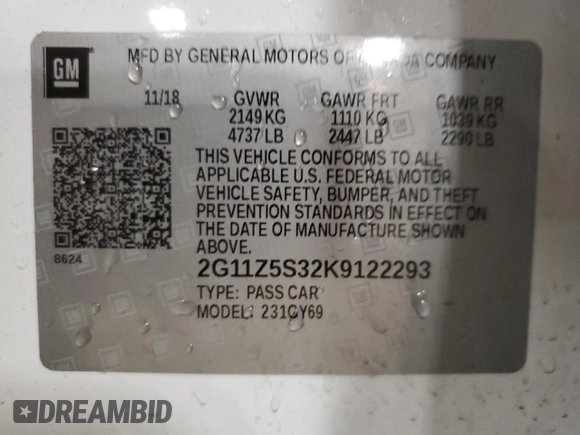 GM
MFD BY GENERAL MOTORS OF CANADA COMPANY
11/18 GVWR GAWR FRT GAWR RR
2149 KG 1110 KG 1039 KG
4737 LB 2447 LB 2290 LB
THIS VEHICLE CONFORMS TO ALL
APPLICABLE U.S. FEDERAL MOTOR
VEHICLE SAFETY, BUMPER, AND THEFT
PREVENTION STANDARDS IN EFFECT ON
THE DATE OF MANUFACTURE SHOWN
ABOVE.
8624
2G11Z5S32K9122293
TYPE: PASS CAR
MODEL: 231CY69
DREAMBID